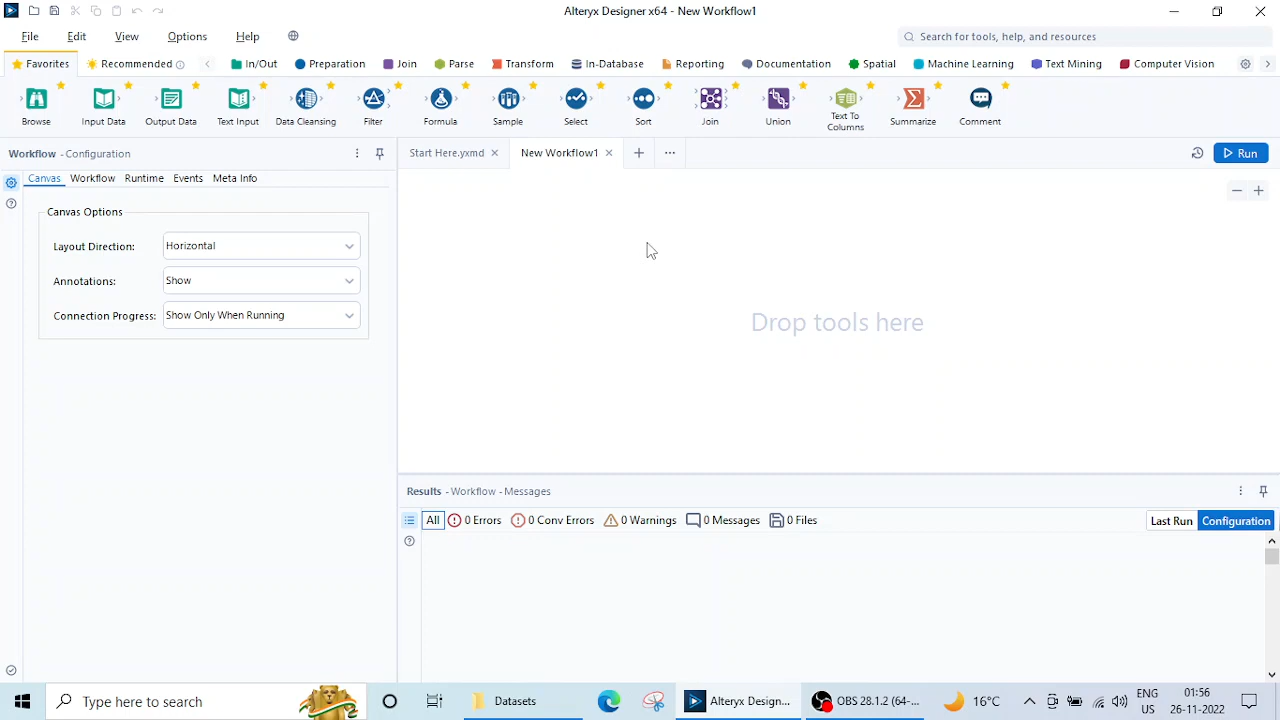 Alteryx Designer x64 - New Workflow1
File Edit View Options Help
Search for tools, help, and resources
Favorites Recommended In/Out Preparation Join Parse Transform In-Database Reporting Documentation Spatial Machine Learning Text Mining Computer Vision
Browse Input Data Output Data Text Input Data Cleansing Filter Formula Sample Select Sort Join Union Text To Columns Summarize Comment
Workflow - Configuration
Start Here.yxmd New Workflow1
Run
Canvas Workflow Runtime Events Meta Info
Canvas Options
Layout Direction: Horizontal
Annotations: Show
Connection Progress: Show Only When Running
Drop tools here
Results - Workflow - Messages
All 0 Errors 0 Conv Errors 0 Warnings 0 Messages 0 Files
Last Run Configuration
Type here to search
Datasets
Alteryx Design...
OBS 28.1.2 (64-...
16°C
ENG
US
01:56
26-11-2022